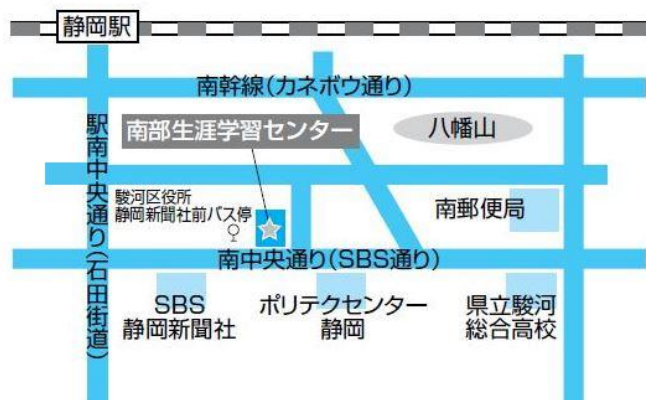 静岡駅
南幹線(カネボウ通り)
南部生涯学習センター
八幡山
駅南中央通り(石田街道)
駿河区役所
静岡新聞社前バス停
南郵便局
南中央通り(SBS通り)
SBS
静岡新聞社
ポリテクセンター
静岡
県立駿河
総合高校